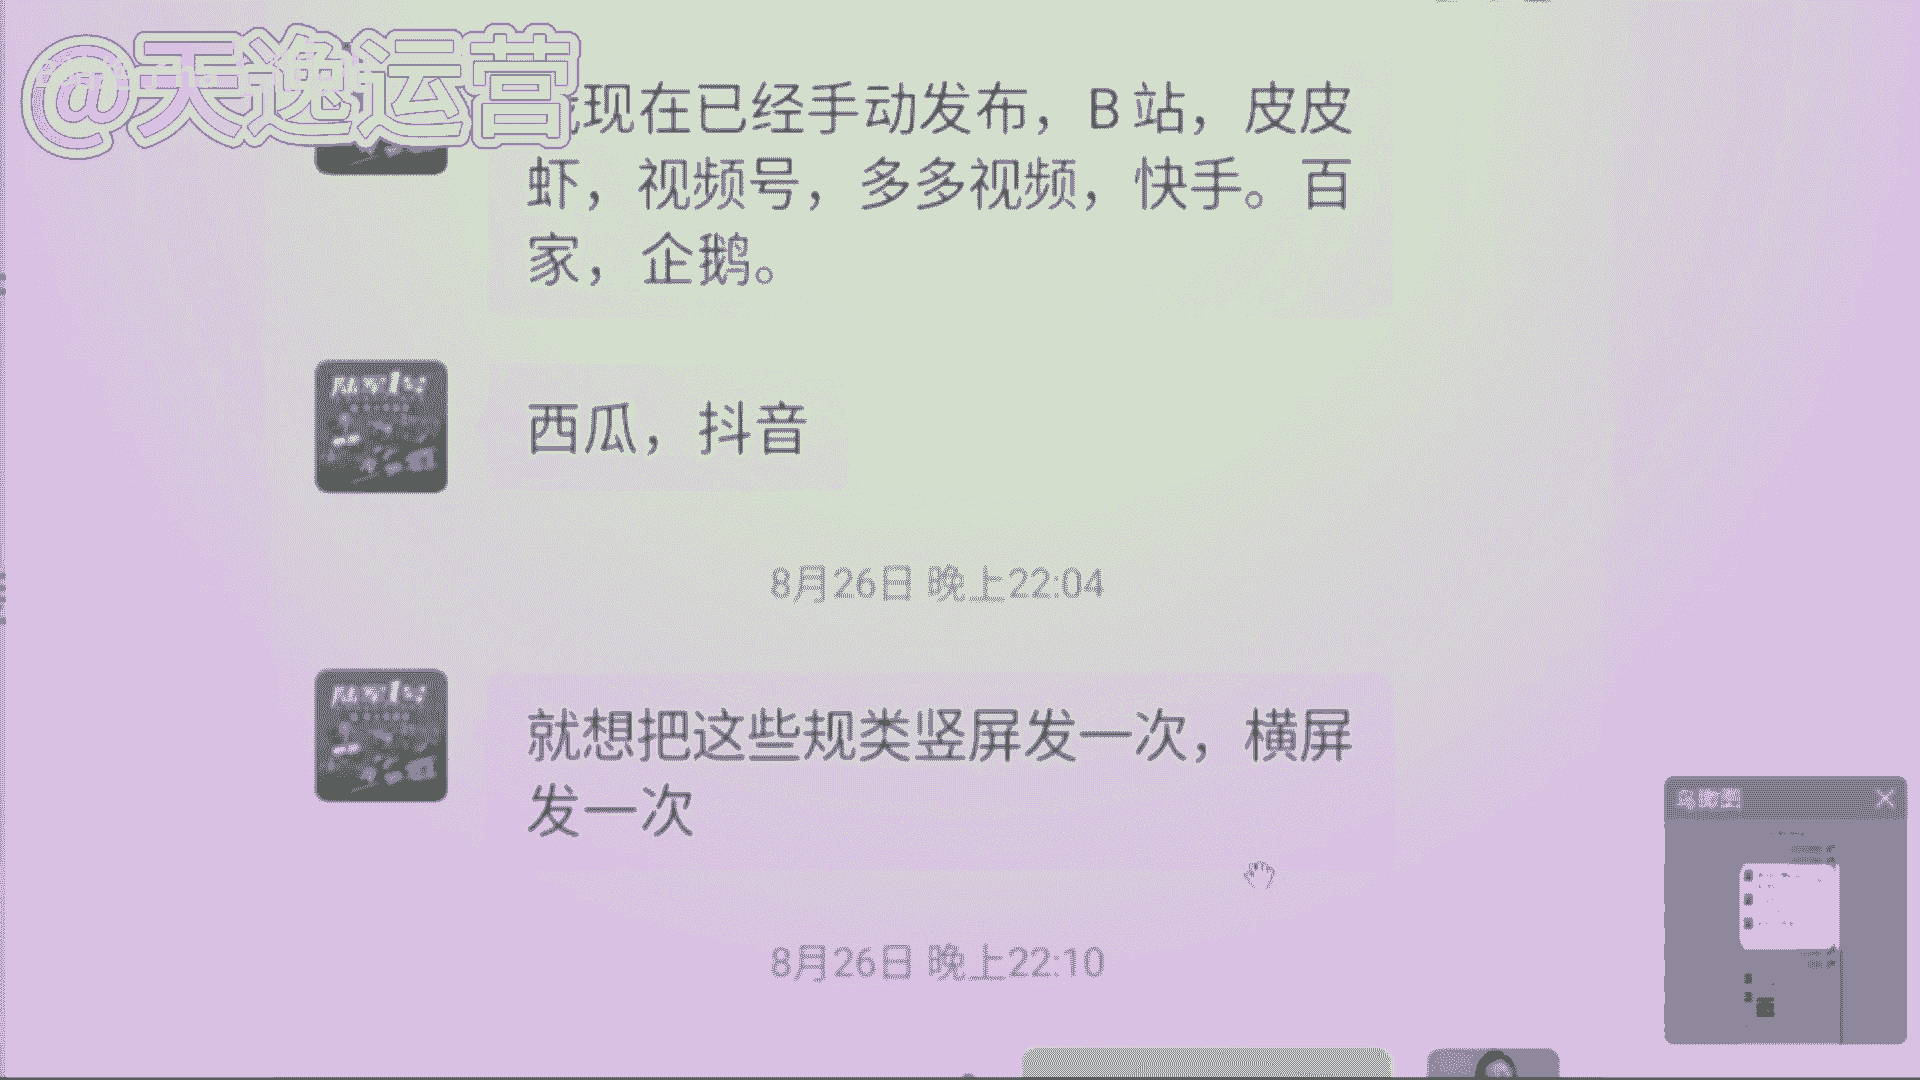 @天逸运营
现在已经手动发布，B 站，皮皮
虾，视频号，多多视频，快手。百
家，企鹅。
西瓜，抖音
8月26日 晚上22:04
就想把这些规类竖屏发一次，横屏
发一次
8月26日 晚上22:10
鸟瞰图